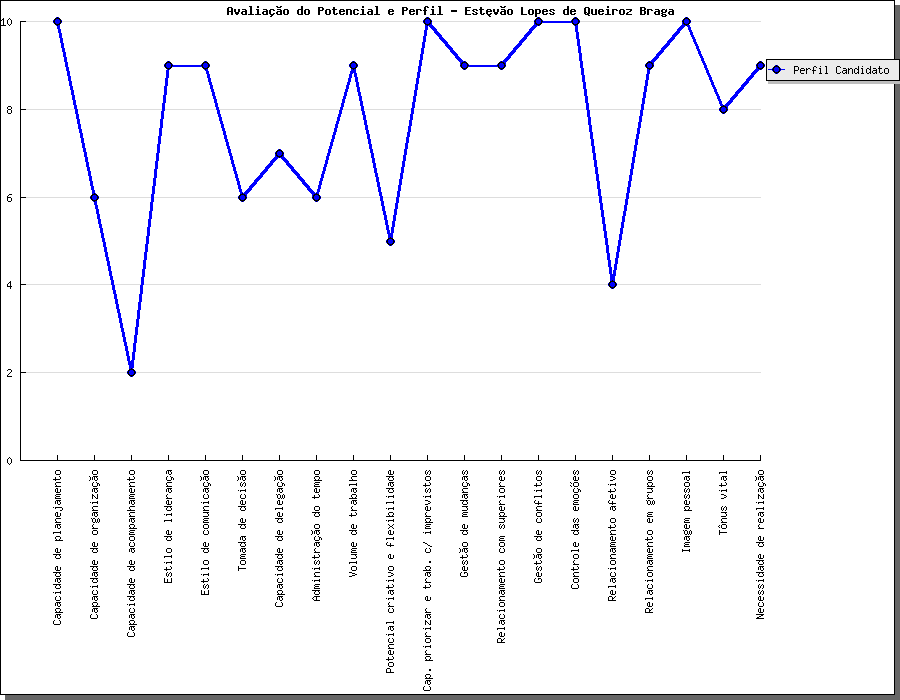 Avaliação do Potencial e Perfil - Estęvão Lopes de Queiroz Braga
10
8
6
4
2
0
Perfil Candidato
Capacidade de planejamento
Capacidade de organização
Capacidade de acompanhamento
Estilo de liderança
Estilo de comunicação
Tomada de decisão
Capacidade de delegação
Administração do tempo
Volume de trabalho
Potencial criativo e flexibilidade
Cap. priorizar e trab. c/ imprevistos
Gestão de mudanças
Relacionamento com superiores
Gestão de conflitos
Controle das emoções
Relacionamento afetivo
Relacionamento em grupos
Imagem pessoal
Tônus vital
Necessidade de realização